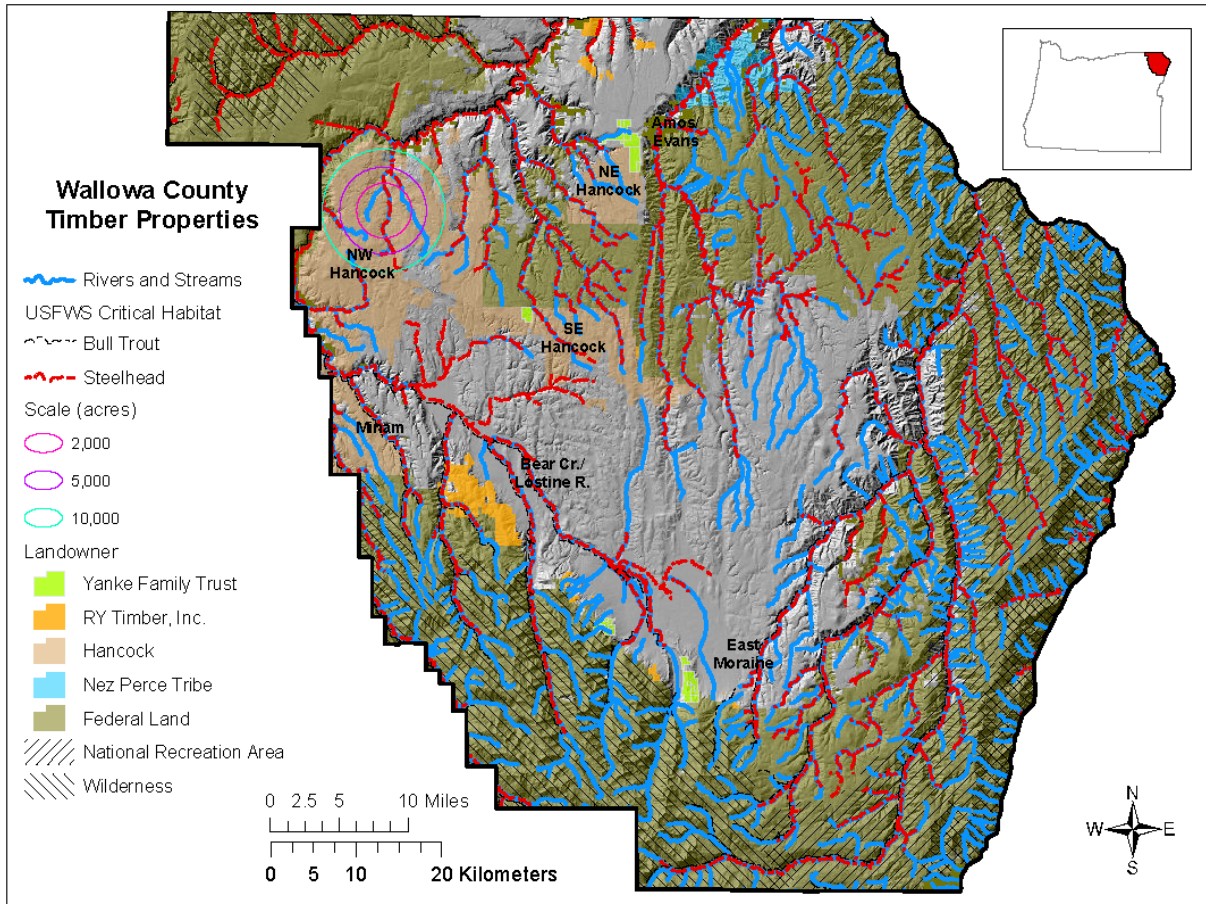 Wallowa County
Timber Properties
Rivers and Streams
USFWS Critical Habitat
Bull Trout
Steelhead
Scale (acres)
2,000
5,000
10,000
Landowner
Yanke Family Trust
RY Timber, Inc.
Hancock
Nez Perce Tribe
Federal Land
National Recreation Area
Wilderness
Amos/
Evans
NE
Hancock
NW
Hancock
SE
Hancock
Minam
Bear Cr./
Lostine R.
East
Moraine
0 2.5 5 10 Miles
0 5 10 20 Kilometers
N
W E
S